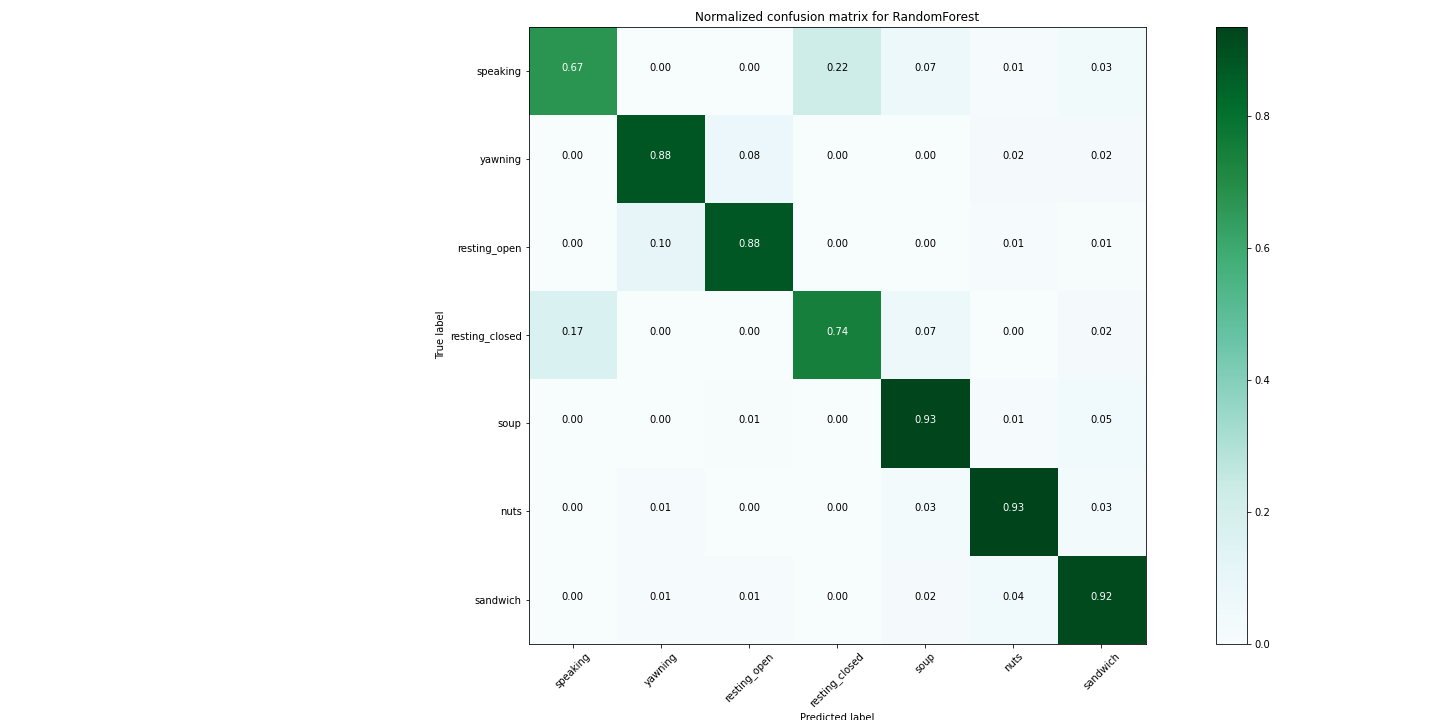 Normalized confusion matrix for RandomForest
speaking 0.67 0.00 0.00 0.22 0.07 0.01 0.03
0.8
yawning 0.00 0.88 0.08 0.00 0.00 0.02 0.02
resting_open 0.00 0.10 0.88 0.00 0.00 0.01 0.01
0.6
True label
resting_closed 0.17 0.00 0.00 0.74 0.07 0.00 0.02
0.4
soup 0.00 0.00 0.01 0.00 0.93 0.01 0.05
nuts 0.00 0.01 0.00 0.00 0.03 0.93 0.03
0.2
sandwich 0.00 0.01 0.01 0.00 0.02 0.04 0.92
0.0
speaking yawning resting_open resting_closed soup nuts sandwich
Predicted label